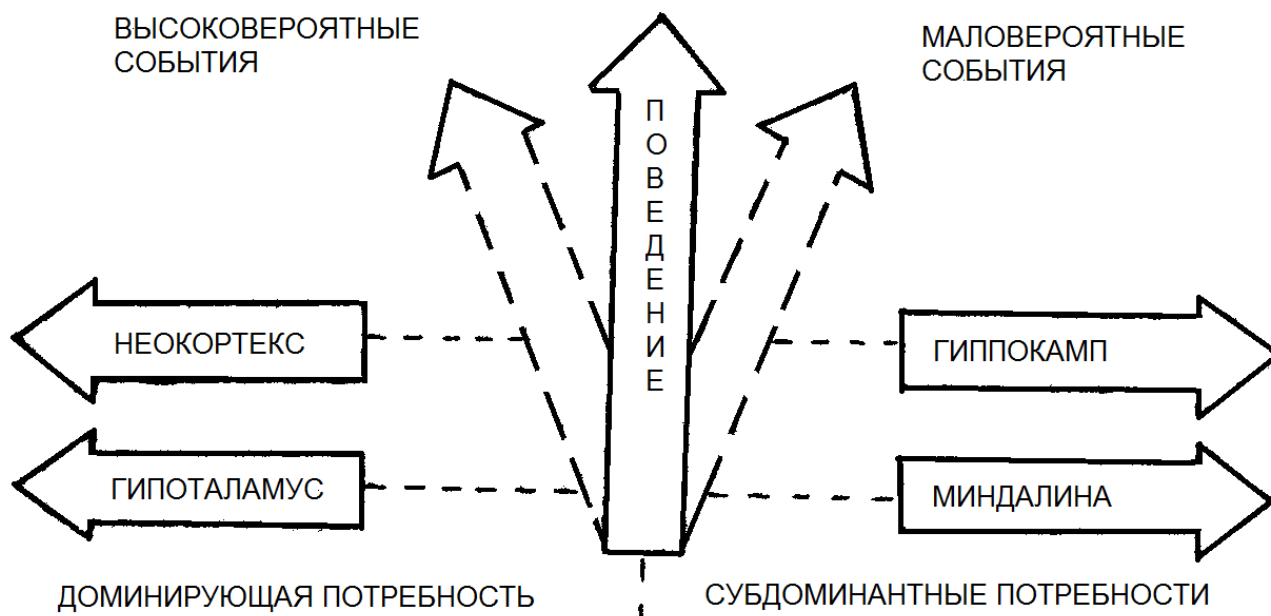 ВЫСОКОВЕРОЯТНЫЕ
СОБЫТИЯ
МАЛОВЕРОЯТНЫЕ
СОБЫТИЯ
ПОВЕДЕНИЕ
НЕОКОРТЕКС
ГИППОКАМП
ГИПОТАЛАМУС
МИНДАЛИНА
ДОМИНИРУЮЩАЯ ПОТРЕБНОСТЬ
СУБДОМИНАНТНЫЕ ПОТРЕБНОСТИ